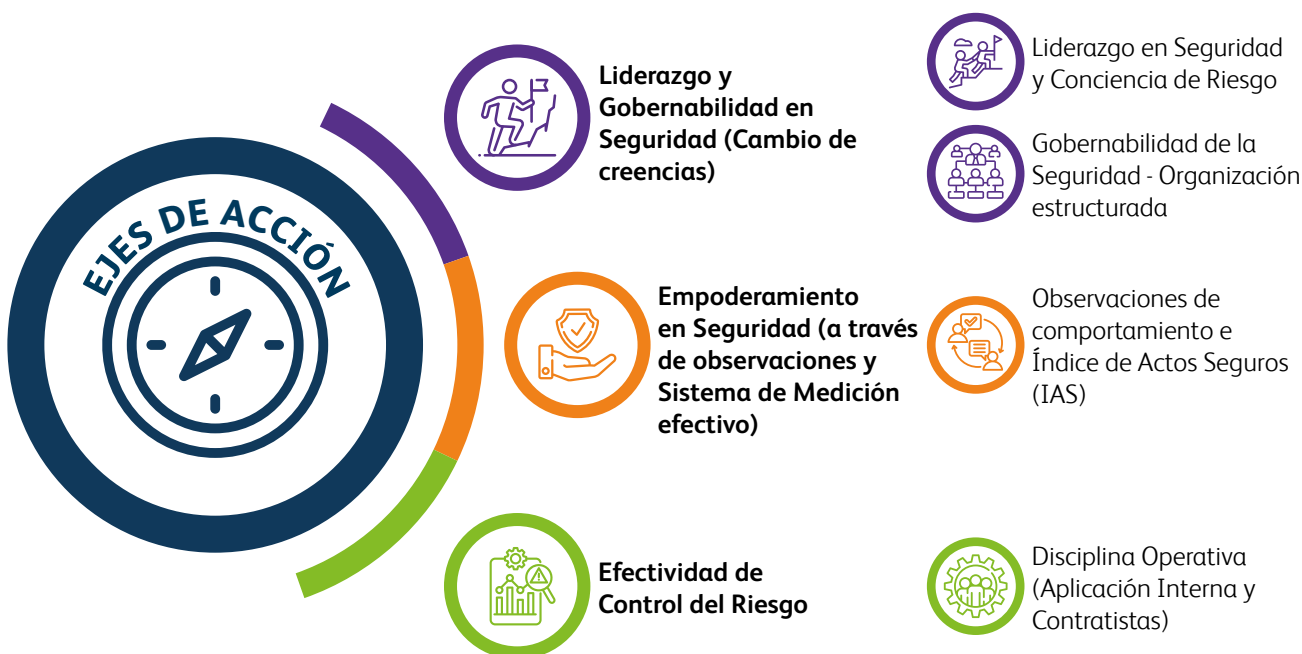 EJES DE ACCIÓN
Liderazgo y
Gobernabilidad en
Seguridad (Cambio de
creencias)
Liderazgo en Seguridad
y Conciencia de Riesgo
Gobernabilidad de la
Seguridad - Organización
estructurada
Empoderamiento
en Seguridad (a través
de observaciones y
Sistema de Medición
efectivo)
Observaciones de
comportamiento e
Índice de Actos Seguros
(IAS)
Efectividad de
Control del Riesgo
Disciplina Operativa
(Aplicación Interna y
Contratistas)